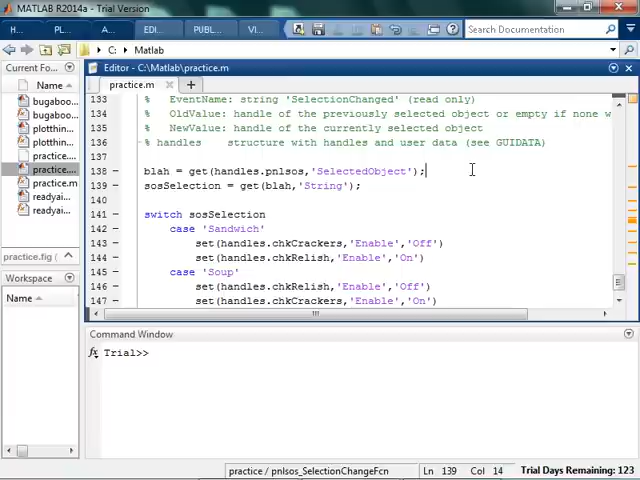 MATLAB R2014a - Trial Version
H... PL... A... ED... PUBL... VI... Search Documentation
C: Matlab
Current Fo...
Name
bugaboo...
bugaboo...
plotthin...
plotthin...
practice....
practice....
practice.m
readyai...
readyai...
practice.fig
Workspace
Name
Editor - C:\Matlab\practice.m
practice.m
133 % EventName: string 'SelectionChanged' (read only)
134 % OldValue: handle of the previously selected object or empty if none w
135 % NewValue: handle of the currently selected object
136 % handles structure with handles and user data (see GUIDATA)
137
138 blah = get(handles.pnlsos,'SelectedObject');
139 sosSelection = get(blah,'String');
140
141 switch sosSelection
142 case 'Sandwich'
143 set(handles.chkCrackers,'Enable','Off')
144 set(handles.chkRelish,'Enable','On')
145 case 'Soup'
146 set(handles.chkRelish,'Enable','Off')
147 set(handles.chkCrackers,'Enable','On')
Command Window
fx Trial>>
practice / pnlsos_SelectionChangeFcn Ln 139 Col 14 Trial Days Remaining: 123